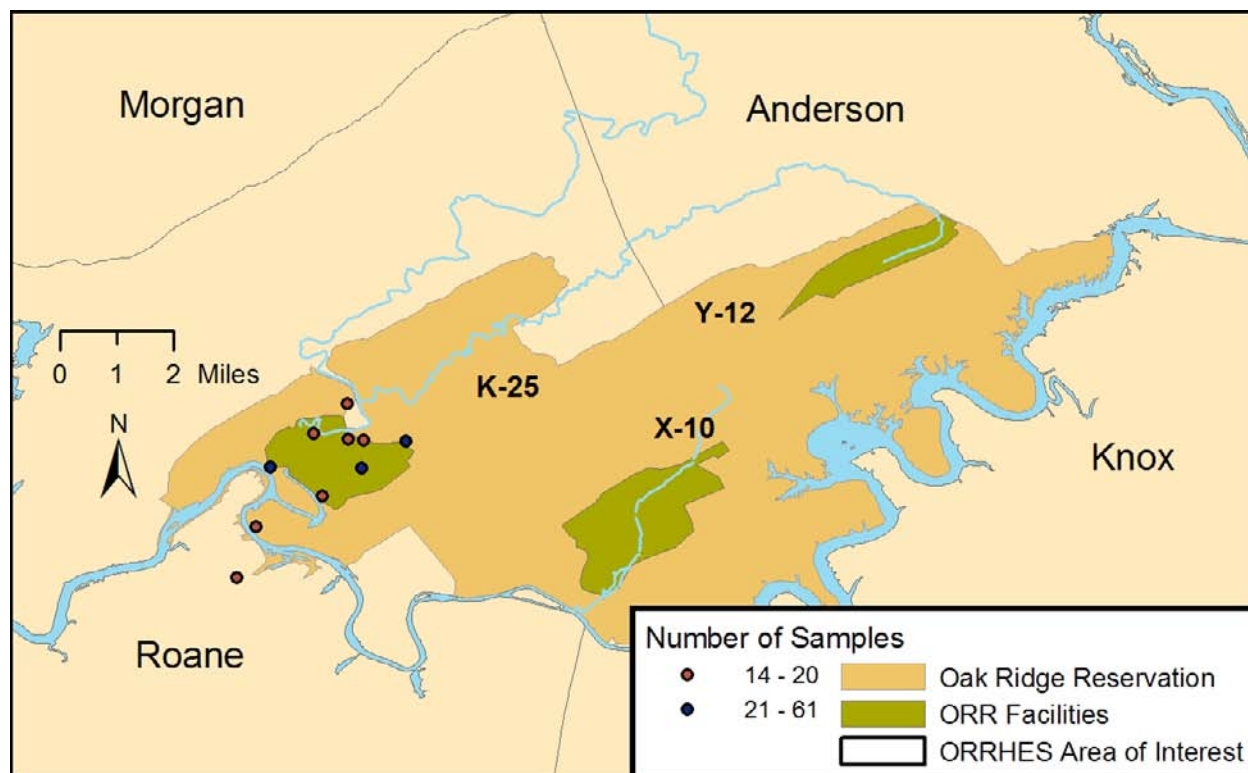 Morgan
Anderson
Y-12
0 1 2 Miles
K-25
N
X-10
Knox
Roane
Number of Samples
14 - 20
Oak Ridge Reservation
21 - 61
ORR Facilities
ORRHES Area of Interest